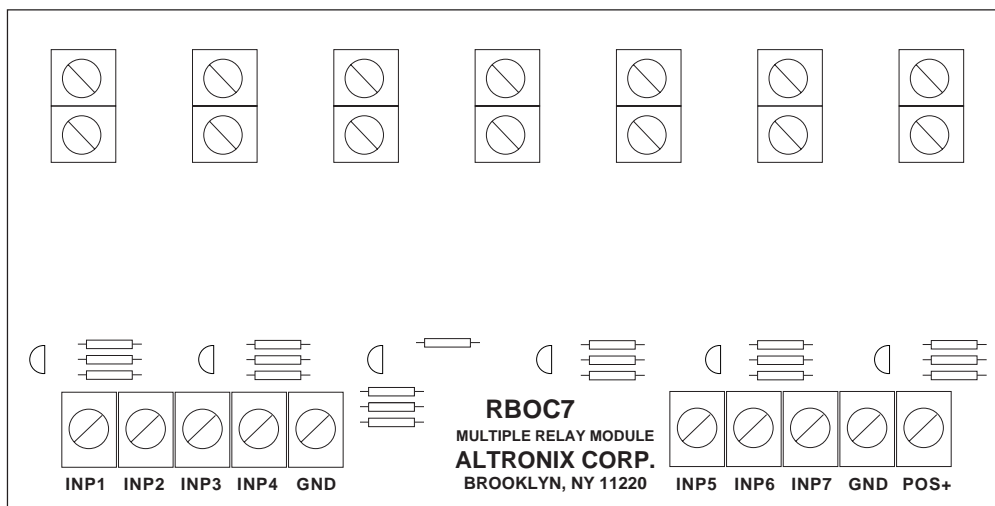 RBOC7
MULTIPLE RELAY MODULE
ALTRONIX CORP.
BROOKLYN, NY 11220
INP1 INP2 INP3 INP4 GND
INP5 INP6 INP7 GND POS+